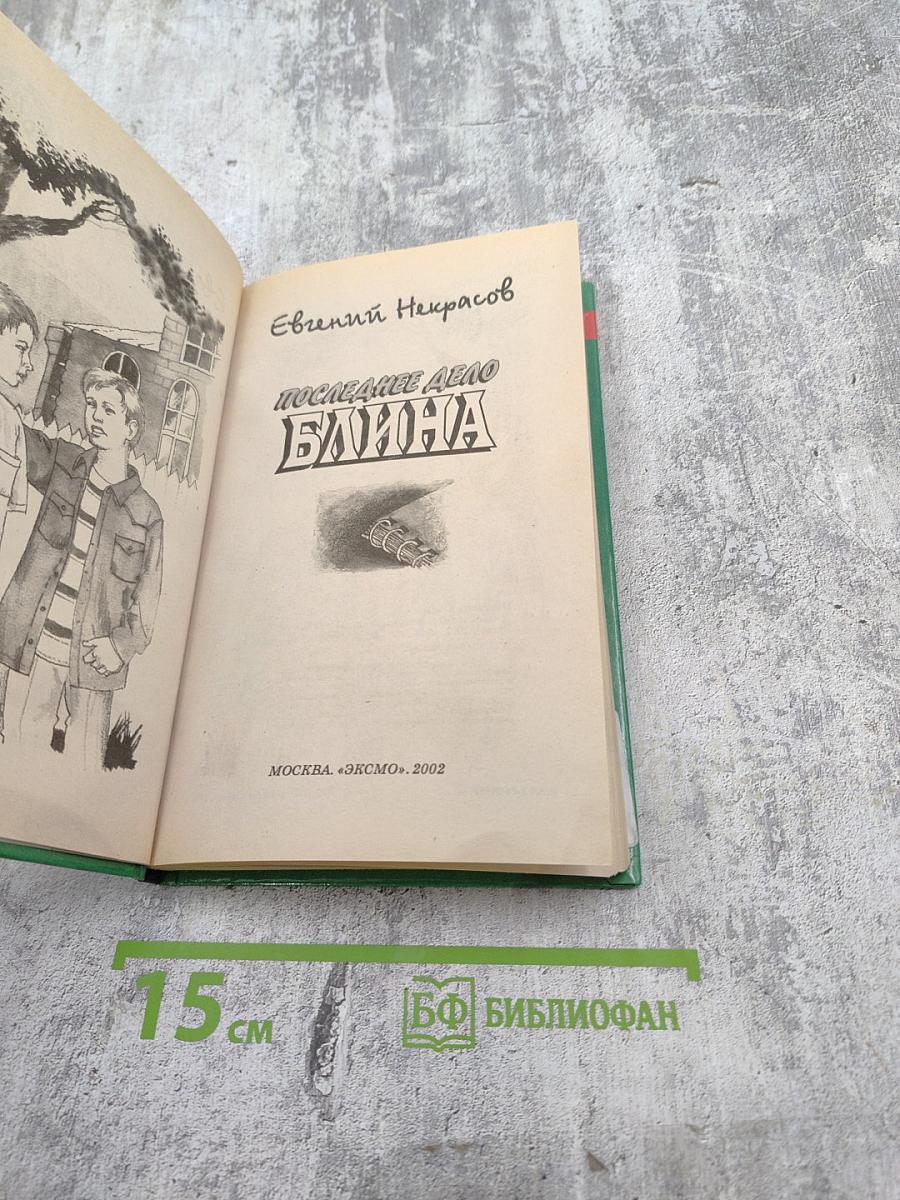 Евгений Некрасов
ПОСЛЕДНЕЕ ДЕЛО
БЛИНА
МОСКВА. «ЭКСМО». 2002
15 см
БФ БИБЛИОФАН